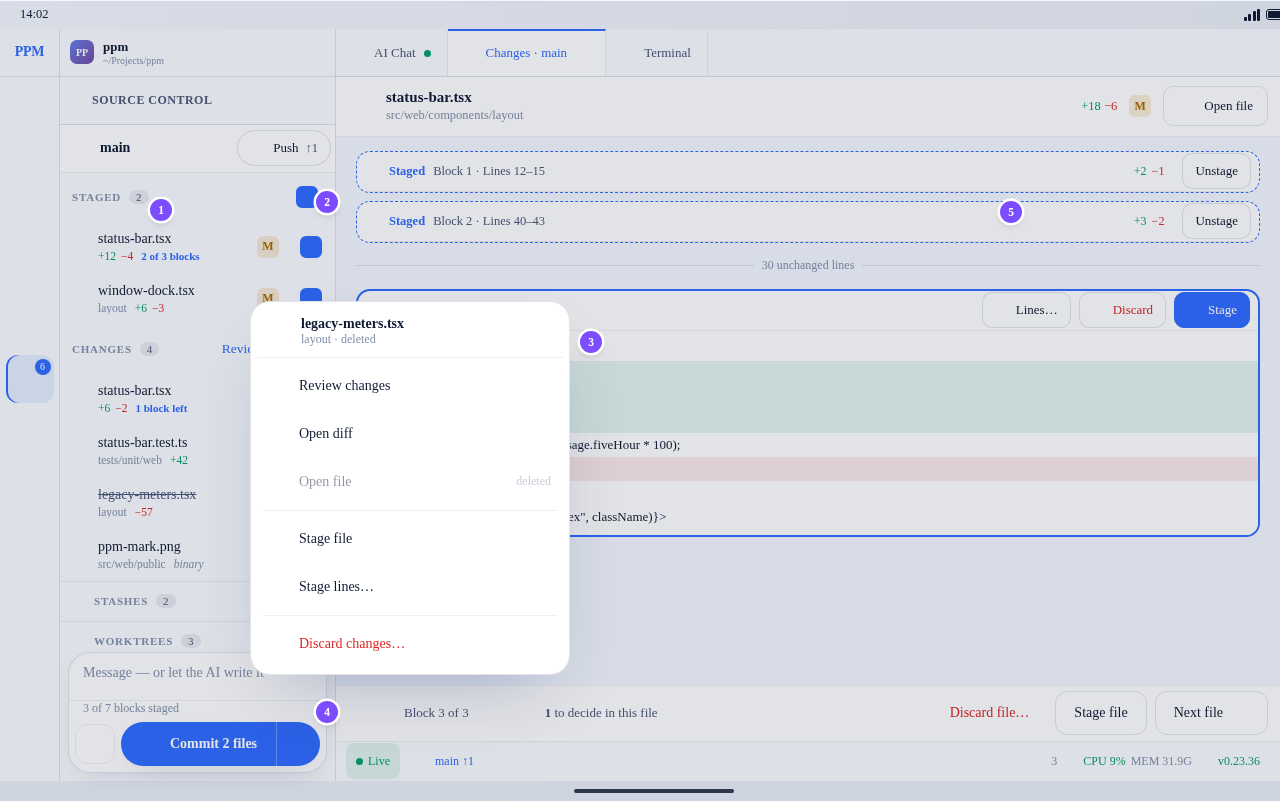 14:02
PPM
PP
ppm
~/Projects/ppm
AI Chat
Changes · main
Terminal
SOURCE CONTROL
status-bar.tsx
src/web/components/layout
+18 −6
M
Open file
main
Push ↑1
Staged Block 1 · Lines 12–15
+2 −1
Unstage
STAGED 2
1
2
Staged Block 2 · Lines 40–43
+3 −2
Unstage
5
status-bar.tsx
+12 −4 2 of 3 blocks
M
30 unchanged lines
window-dock.tsx
layout +6 −3
M
Lines…
Discard
Stage
legacy-meters.tsx
layout · deleted
3
CHANGES 4
6
Review changes
Open diff
Open file deleted
Stage file
Stage lines…
Discard changes…
status-bar.tsx
+6 −2 1 block left
status-bar.test.ts
tests/unit/web +42
* 100);
legacy-meters.tsx
layout −57
className)}>
ppm-mark.png
src/web/public binary
STASHES 2
WORKTREES 3
Message — or let the AI write it
3 of 7 blocks staged
4
Commit 2 files
Block 3 of 3
1 to decide in this file
Discard file…
Stage file
Next file
Live
main ↑1
3
CPU 9% MEM 31.9G
v0.23.36